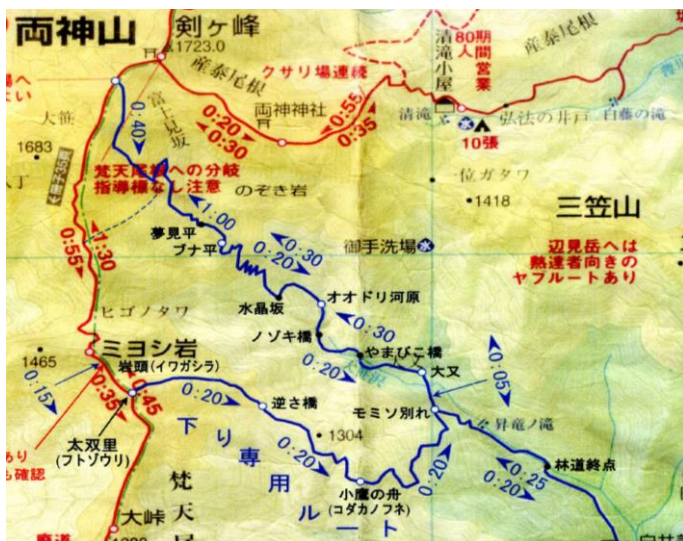 両神山
剣ヶ峰
1723.0
産泰尾根
クサリ場連続
清滝小屋
80人
期間営業
産泰尾根
大笹
0:40
富士見坂
両神神社
0:20
0:30
0:55
0:35
清滝
弘法の井戸
白藤の滝
10張
1683
梵天尾根への分岐
指導標なし注意
のぞき岩
一位ガタワ
1418
三笠山
1:00
夢見平
ブナ平
0:30
0:20
御手洗場
辺見岳へは
熟達者向きの
ヤブルートあり
0:55
1:30
ヒゴノタワ
水晶坂
オオドリ河原
ノゾキ橋
0:30
やまびこ橋
0:20
大又
0:05
1465
ミヨシ岩
岩頭(イワガシラ)
0:15
0:35
0:45
0:20
逆さ橋
モミソ別れ
昇竜ノ滝
太双里
(フトゾウリ)
下り専用ルート
1304
0:20
0:20
0:25
0:20
林道終点
も確認
小鷹の舟
(コダカノフネ)
梵天尾
大峠
廃道